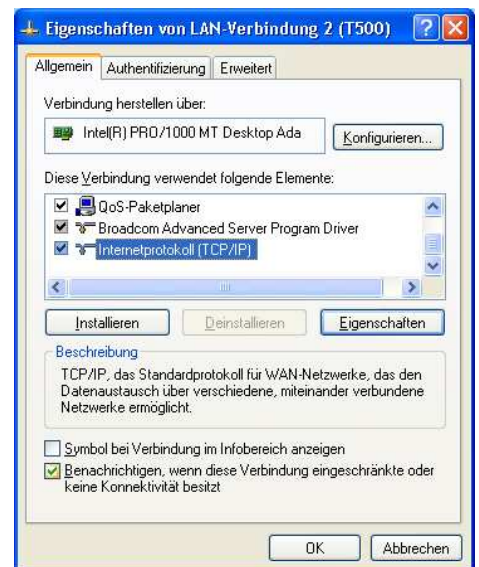 Eigenschaften von LAN-Verbindung 2 (T500)
Allgemein Authentifizierung Erweitert
Verbindung herstellen über:
Intel(R) PRO/1000 MT Desktop Ada Konfigurieren...
Diese Verbindung verwendet folgende Elemente:
QoS-Paketplaner
Broadcom Advanced Server Program Driver
Internetprotokoll (TCP/IP)
Installieren Deinstallieren Eigenschaften
Beschreibung
TCP/IP, das Standardprotokoll für WAN-Netzwerke, das den
Datenaustausch über verschiedene, miteinander verbundene
Netzwerke ermöglicht.
Symbol bei Verbindung im Infobereich anzeigen
Benachrichtigen, wenn diese Verbindung eingeschränkte oder
keine Konnektivität besitzt
OK Abbrechen